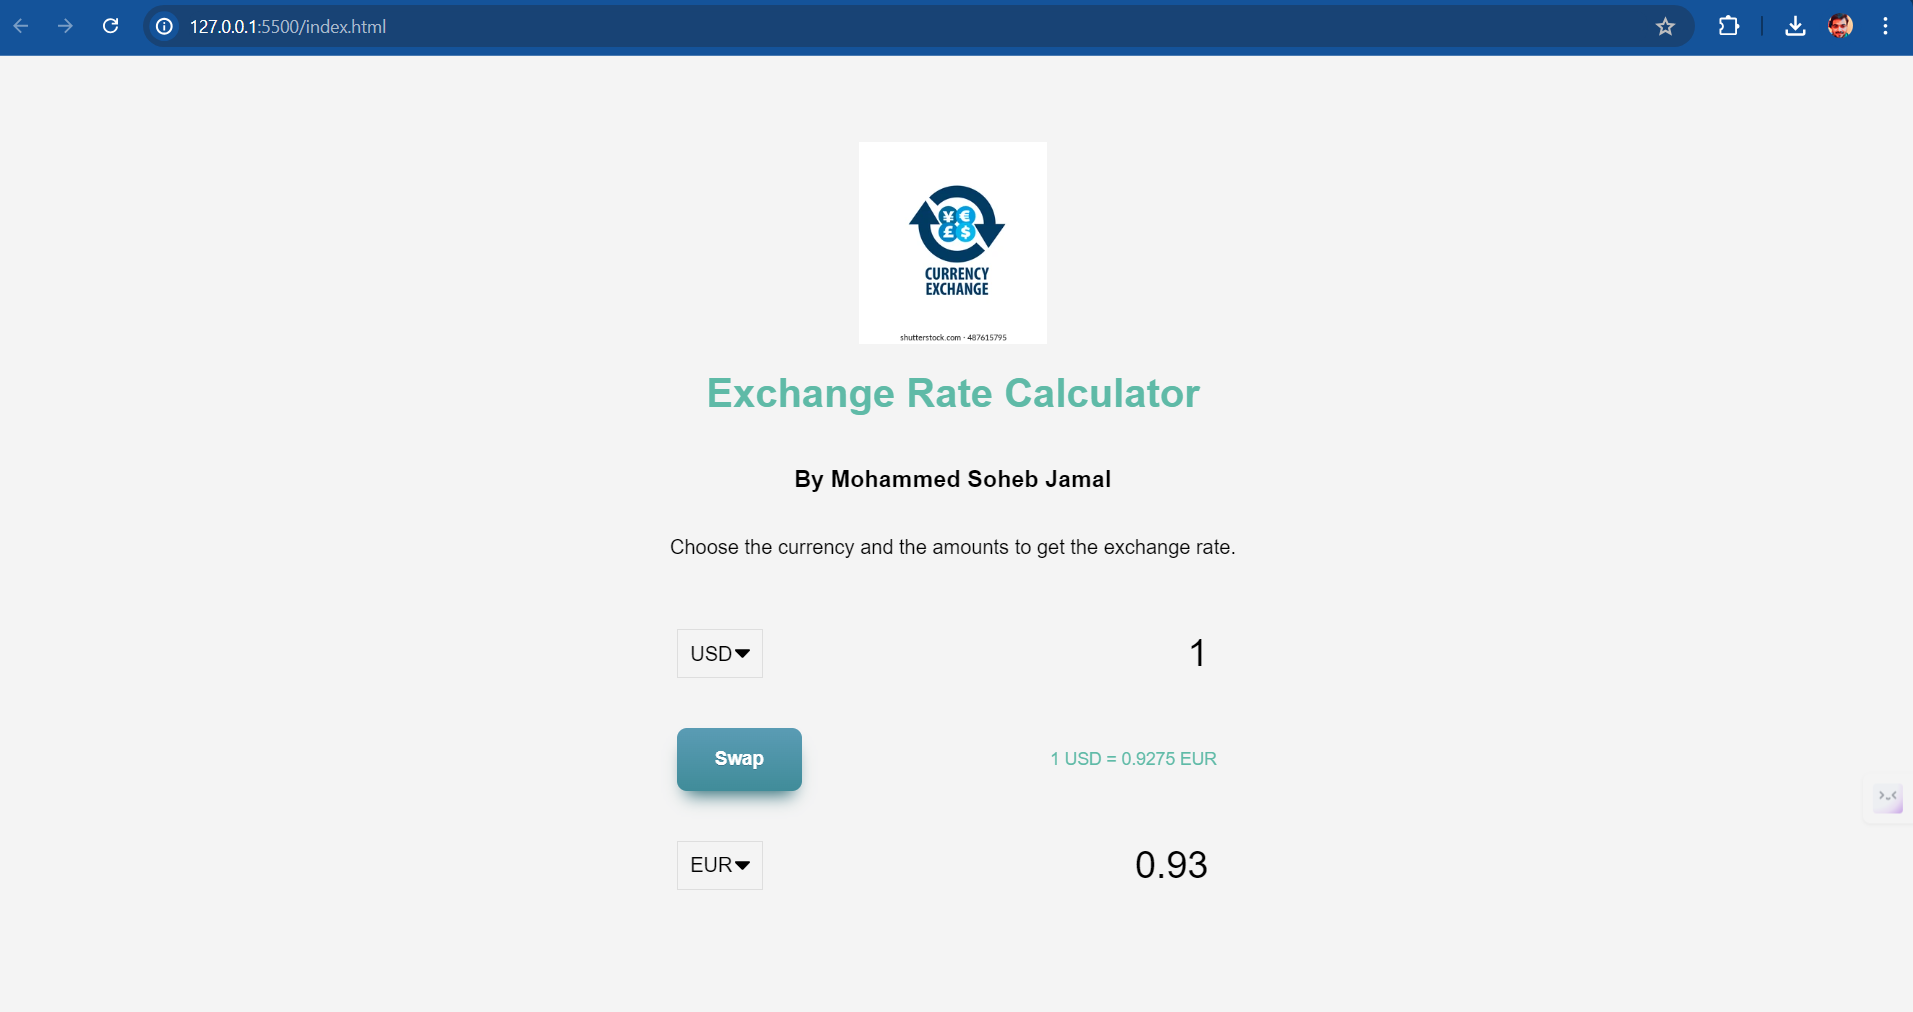 127.0.0.1:5500/index.html
¥ €
£ $
CURRENCY
EXCHANGE
shutterstock.com · 487615795
Exchange Rate Calculator
By Mohammed Soheb Jamal
Choose the currency and the amounts to get the exchange rate.
USD 1
Swap 1 USD = 0.9275 EUR
EUR 0.93